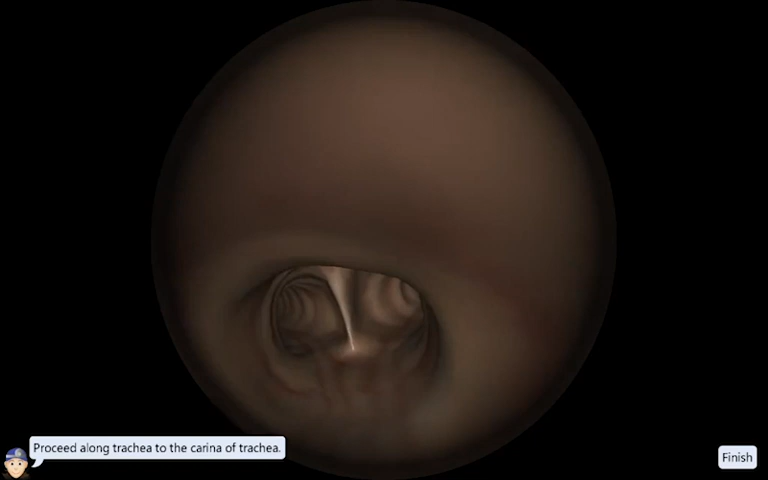 Proceed along trachea to the carina of trachea.
Finish